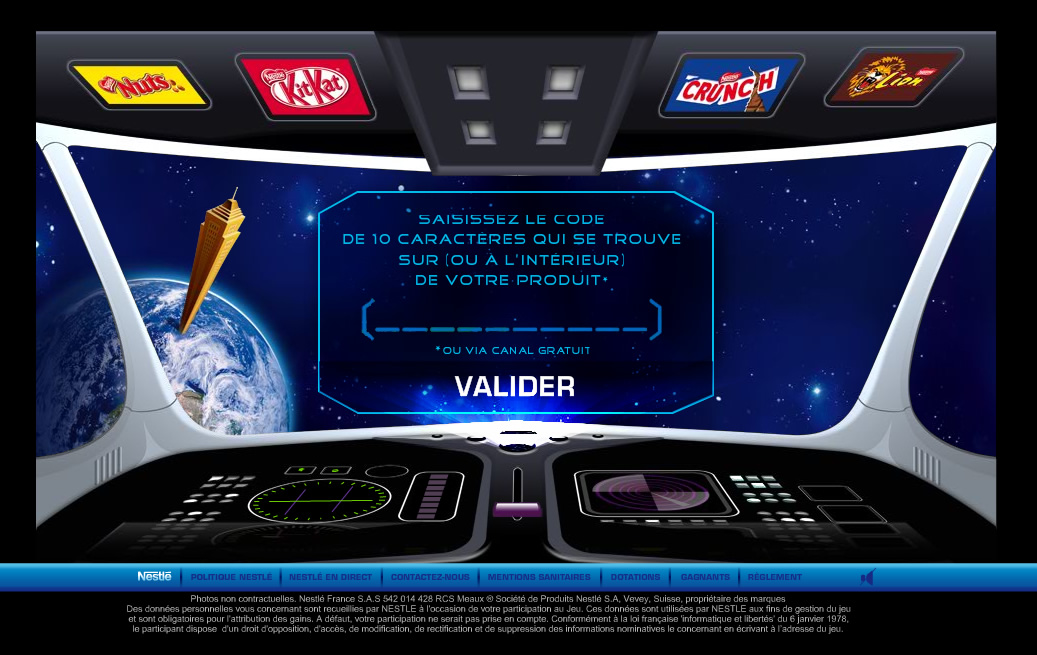 Nestlé Nuts
Nestlé KitKat
Nestlé CRUNCH
Lion Nestlé
SAISISSEZ LE CODE
DE 10 CARACTÈRES QUI SE TROUVE
SUR (OU À L'INTÉRIEUR)
DE VOTRE PRODUIT*
*OU VIA CANAL GRATUIT
VALIDER
Nestlé POLITIQUE NESTLÉ NESTLÉ EN DIRECT CONTACTEZ-NOUS MENTIONS SANITAIRES DOTATIONS GAGNANTS RÈGLEMENT
Photos non contractuelles. Nestlé France S.A.S 542 014 428 RCS Meaux ® Société de Produits Nestlé S.A, Vevey, Suisse, propriétaire des marques
Des données personnelles vous concernant sont recueillies par NESTLE à l'occasion de votre participation au Jeu. Ces données sont utilisées par NESTLE aux fins de gestion du jeu
et sont obligatoires pour l'attribution des gains. A défaut, votre participation ne serait pas prise en compte. Conformément à la loi française 'informatique et libertés' du 6 janvier 1978,
le participant dispose d'un droit d'opposition, d'accès, de modification, de rectification et de suppression des informations nominatives le concernant en écrivant à l'adresse du jeu.